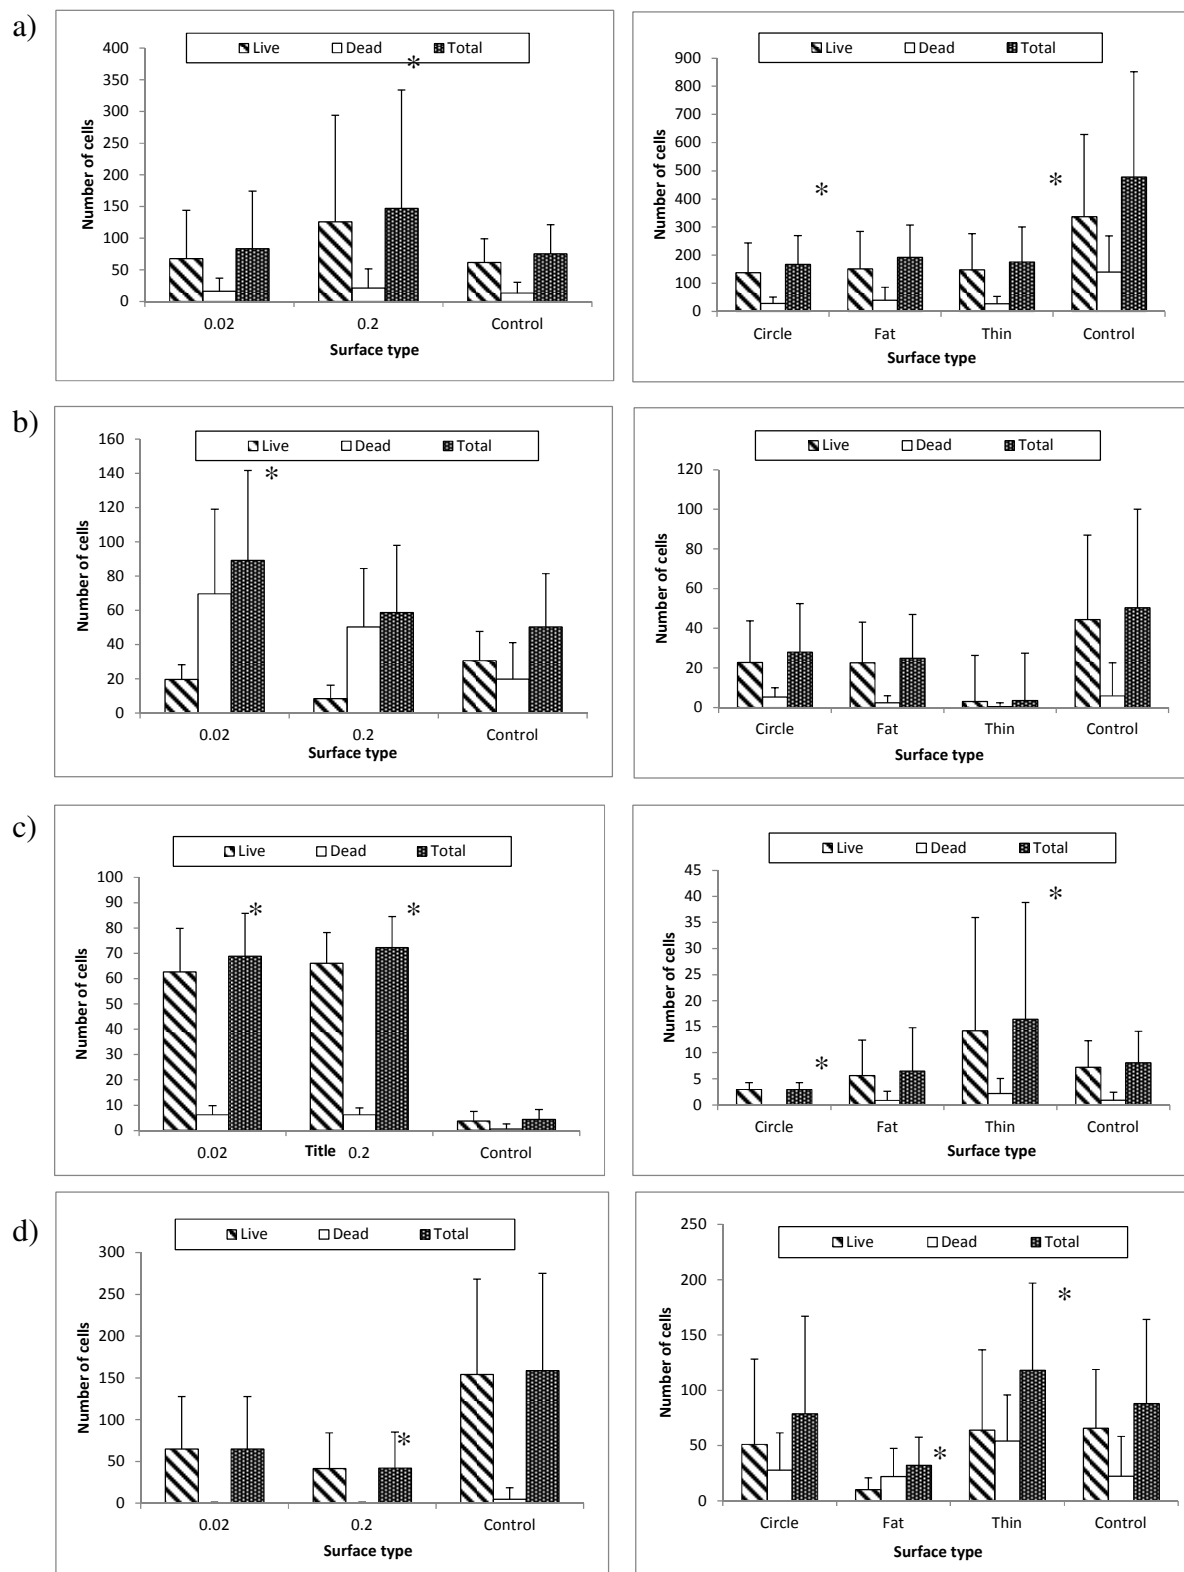 a)
Live Dead Total
400
350
300
250
200
150
100
50
0
Number of cells
*
0.02 0.2 Control
Surface type
Live Dead Total
900
800
700
600
500
400
300
200
100
0
Number of cells
* *
Circle Fat Thin Control
Surface type
b)
Live Dead Total
160
140
120
100
80
60
40
20
0
Number of cells
*
0.02 0.2 Control
Surface type
Live Dead Total
120
100
80
60
40
20
0
Number of cells
Circle Fat Thin Control
Surface type
c)
Live Dead Total
100
90
80
70
60
50
40
30
20
10
0
Number of cells
* *
0.02 Title 0.2 Control
Live Dead Total
45
40
35
30
25
20
15
10
5
0
Number of cells
* *
Circle Fat Thin Control
Surface type
d)
Live Dead Total
300
250
200
150
100
50
0
Number of cells
*
0.02 0.2 Control
Surface type
250
Live Dead Total
200
150
100
50
0
Number of cells
* *
Circle Fat Thin Control
Surface type